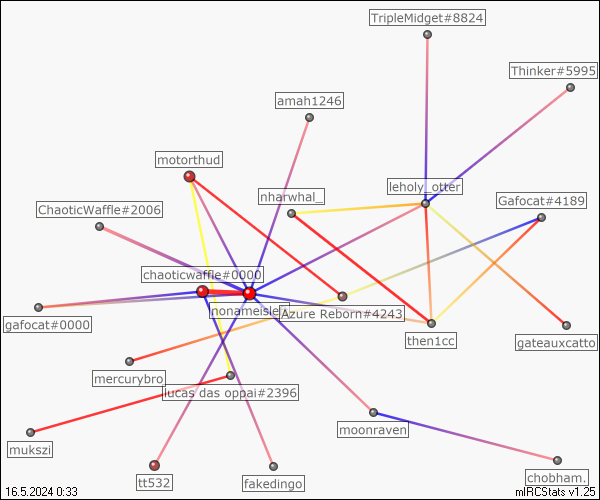 TripleMidget#8824
Thinker#5995
amah1246
motorthud
leholy_otter
nharwhal_
Gafocat#4189
ChaoticWaffle#2006
chaoticwaffle#0000
nonameisle
Azure Reborn#4243
gafocat#0000
then1cc
gateauxcatto
mercurybro
lucas das oppai#2396
moonraven
mukszi
chobham.
tt532
fakedingo
16.5.2024 0:33
mIRCStats v1.25